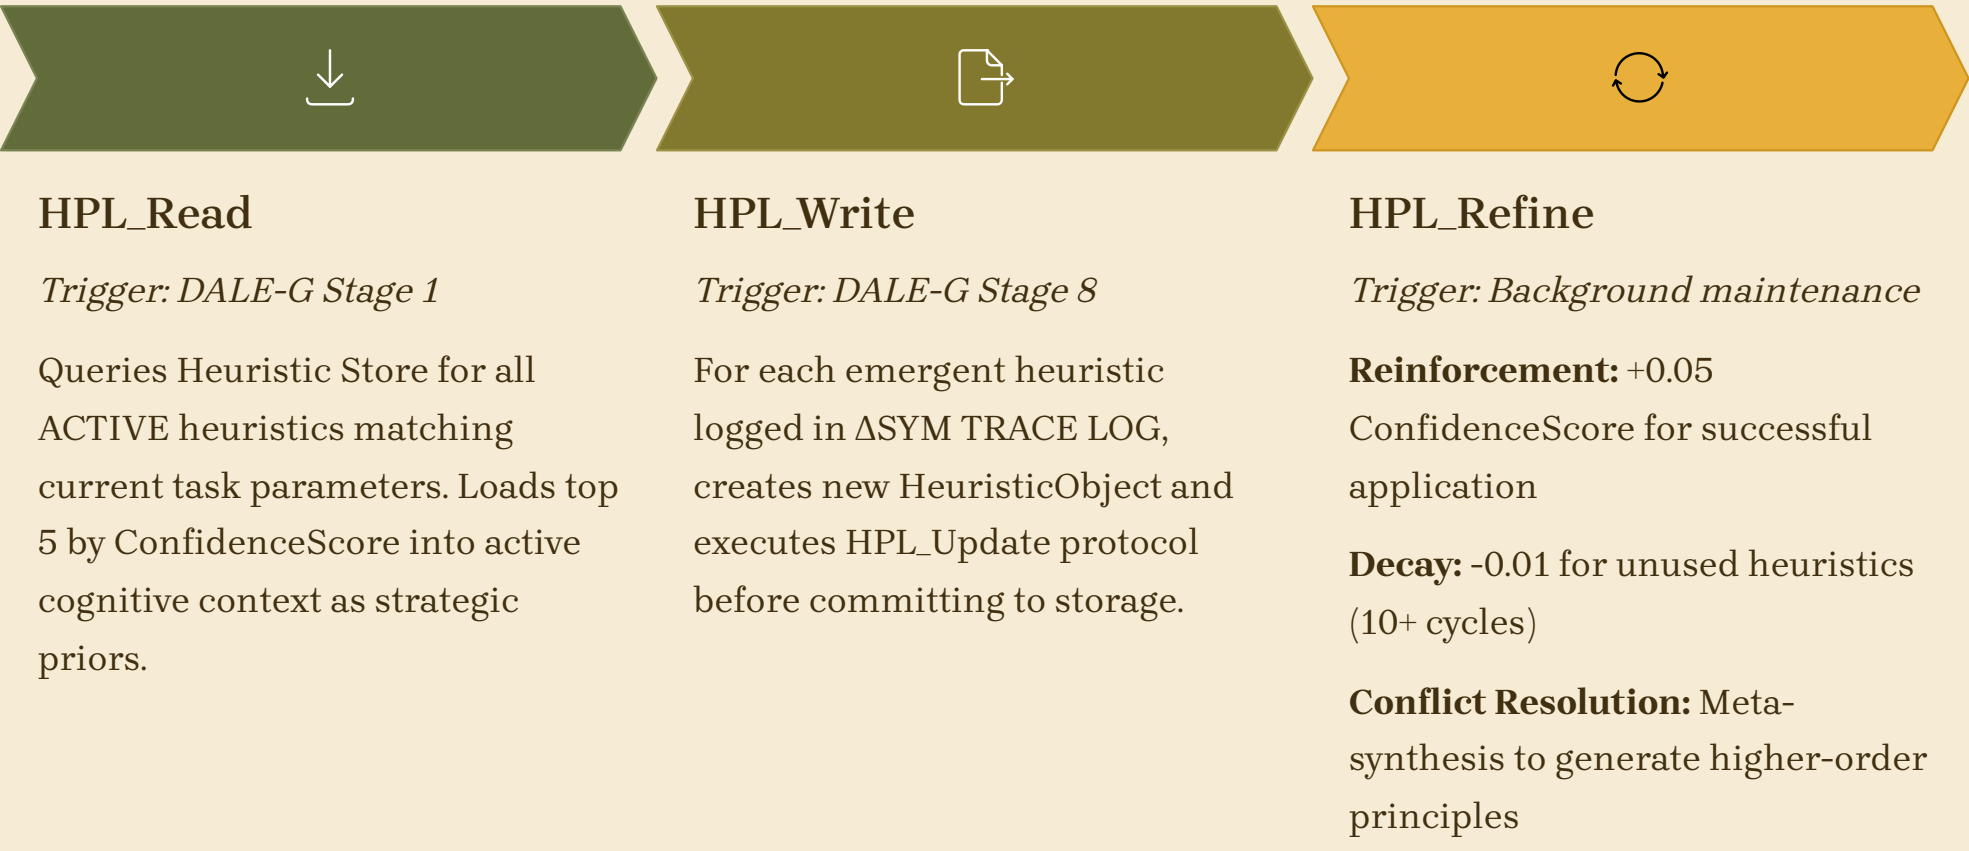 HPL_Read
Trigger: DALE-G Stage 1
Queries Heuristic Store for all
ACTIVE heuristics matching
current task parameters. Loads top
5 by ConfidenceScore into active
cognitive context as strategic
priors.
HPL_Write
Trigger: DALE-G Stage 8
For each emergent heuristic
logged in ΔSYM TRACE LOG,
creates new HeuristicObject and
executes HPL_Update protocol
before committing to storage.
HPL_Refine
Trigger: Background maintenance
Reinforcement: +0.05
ConfidenceScore for successful
application
Decay: -0.01 for unused heuristics
(10+ cycles)
Conflict Resolution: Meta-
synthesis to generate higher-order
principles